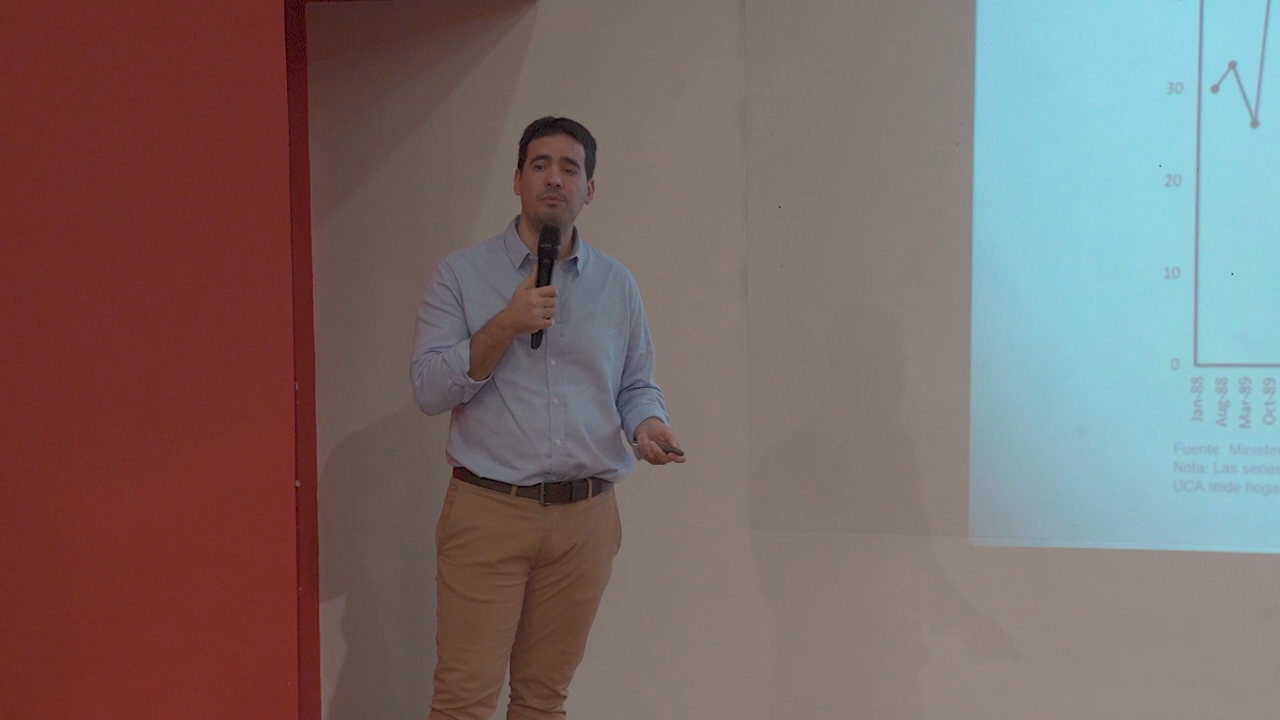 30
20
10
0
Jan-88
Aug-88
Mar-89
Oct-89
Fuente: Ministe
Nota: Las series
UCA mide hoga